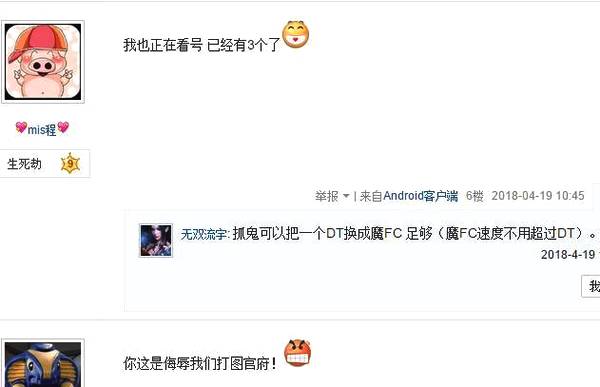 我也正在看号 已经有3个了
mis程
生死劫 9
举报 | 来自Android客户端 6楼 2018-04-19 10:45
无双流宇: 抓鬼可以把一个DT换成魔FC 足够（魔FC速度不用超过DT）。
2018-4-19
我
你这是侮辱我们打图官府！